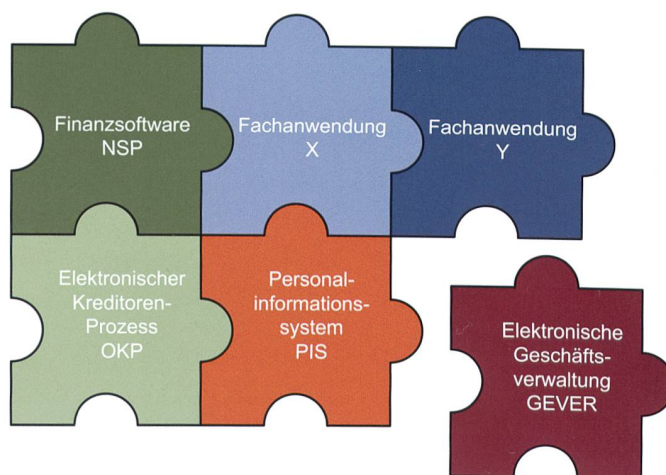 Finanzsoftware
NSP
Fachanwendung
X
Fachanwendung
Y
Elektronischer
Kreditoren-
Prozess
OKP
Personal-
informations-
system
PIS
Elektronische
Geschäfts-
verwaltung
GEVER